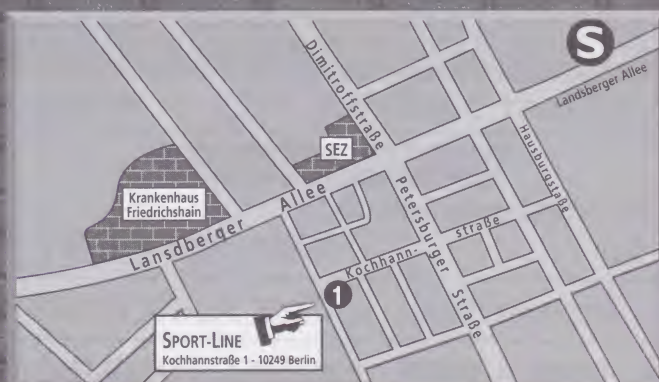 S
Landsberger Allee
Dimitroffstraße
SEZ
Hausburgstaße
Krankenhaus
Friedrichshain
Lansdberger Allee
Petersburger Straße
Kochhann-straße
1
SPORT-LINE
Kochhannstraße 1 - 10249 Berlin